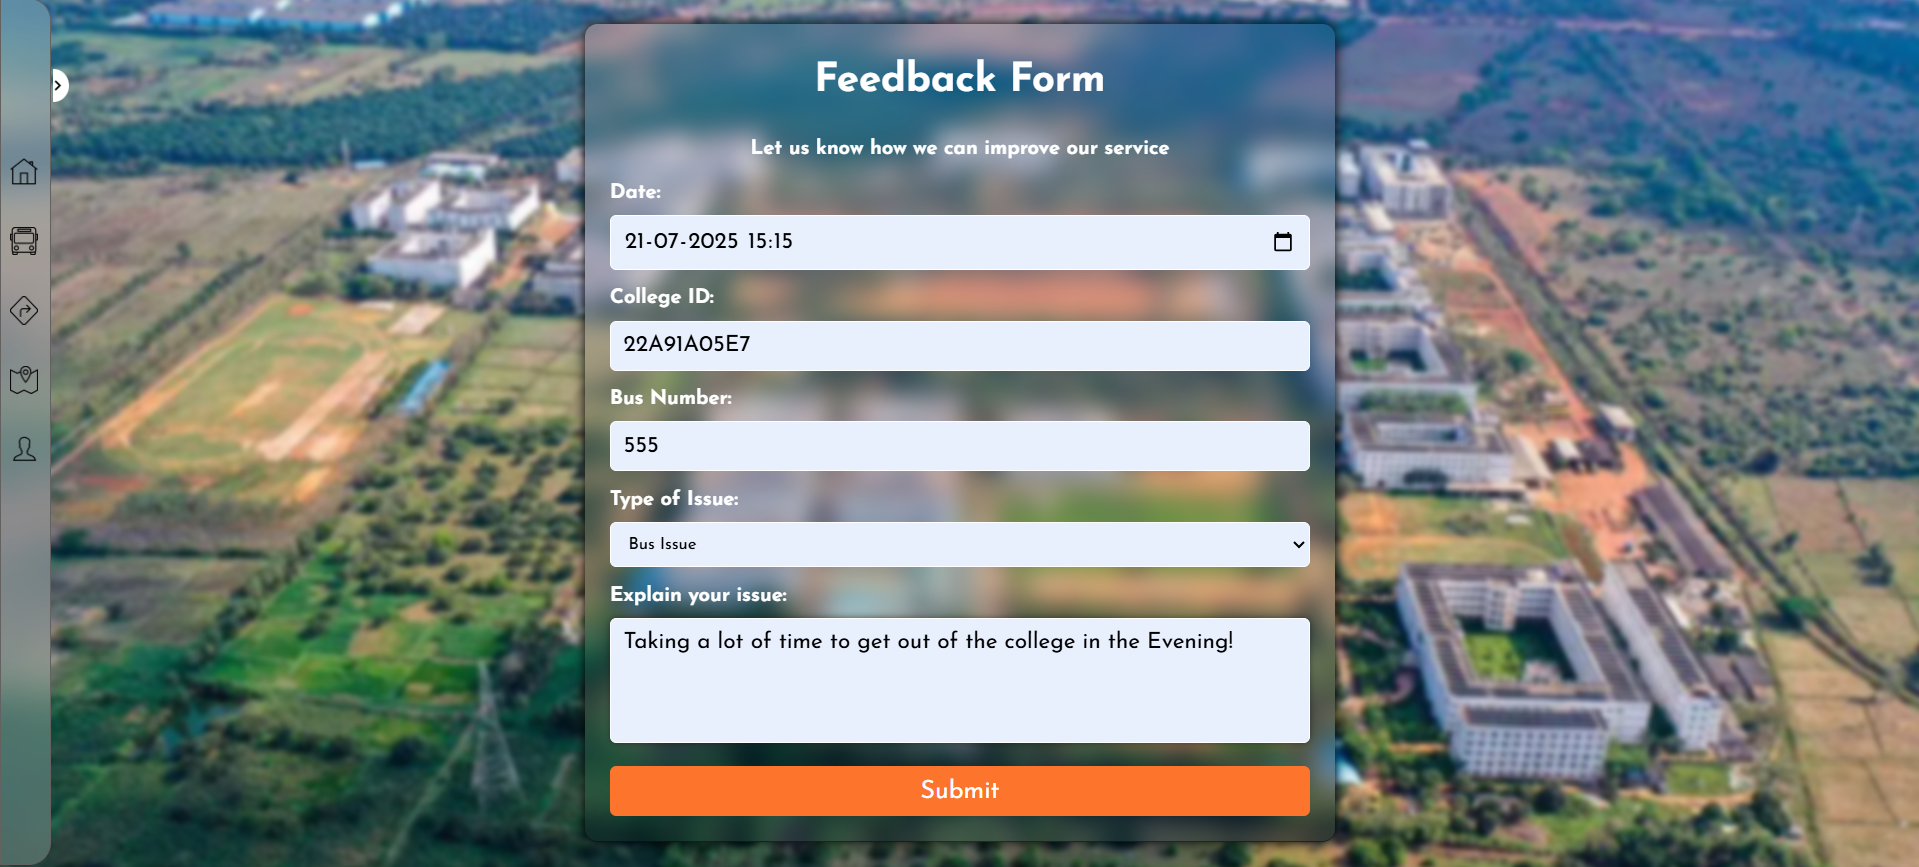 Feedback Form
Let us know how we can improve our service
Date:
21-07-2025 15:15
College ID:
22A91A05E7
Bus Number:
555
Type of Issue:
Bus Issue
Explain your issue:
Taking a lot of time to get out of the college in the Evening!
Submit